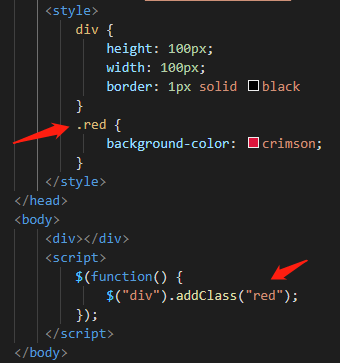 <style>
div {
height: 100px;
width: 100px;
border: 1px solid black
}
.red {
background-color: crimson;
}
</style>
</head>
<body>
<div></div>
<script>
$(function() {
$("div").addClass("red");
});
</script>
</body>